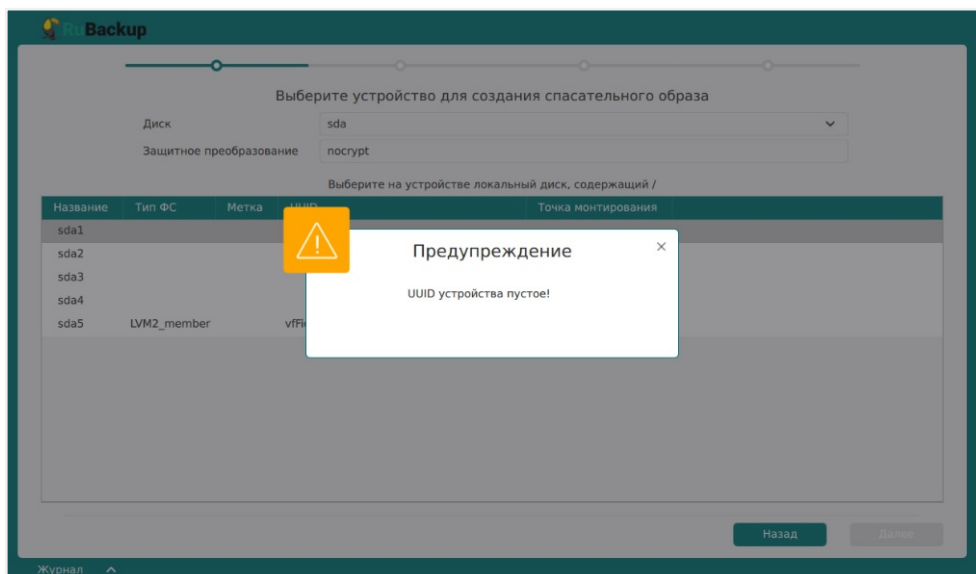 RuBackup
Выберите устройство для создания спасательного образа
Диск
sda
Защитное преобразование
nocrypt
Выберите на устройстве локальный диск, содержащий /
Название Тип ФС Метка UUID Точка монтирования
sda1
sda2
sda3
sda4
sda5 LVM2_member
Предупреждение
UUID устройства пустое!
Назад Далее
Журнал